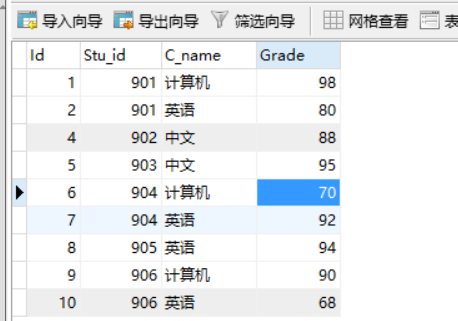 导入向导 导出向导 筛选向导 网格查看
Id Stu_id C_name Grade
1 901 计算机 98
2 901 英语 80
4 902 中文 88
5 903 中文 95
6 904 计算机 70
7 904 英语 92
8 905 英语 94
9 906 计算机 90
10 906 英语 68